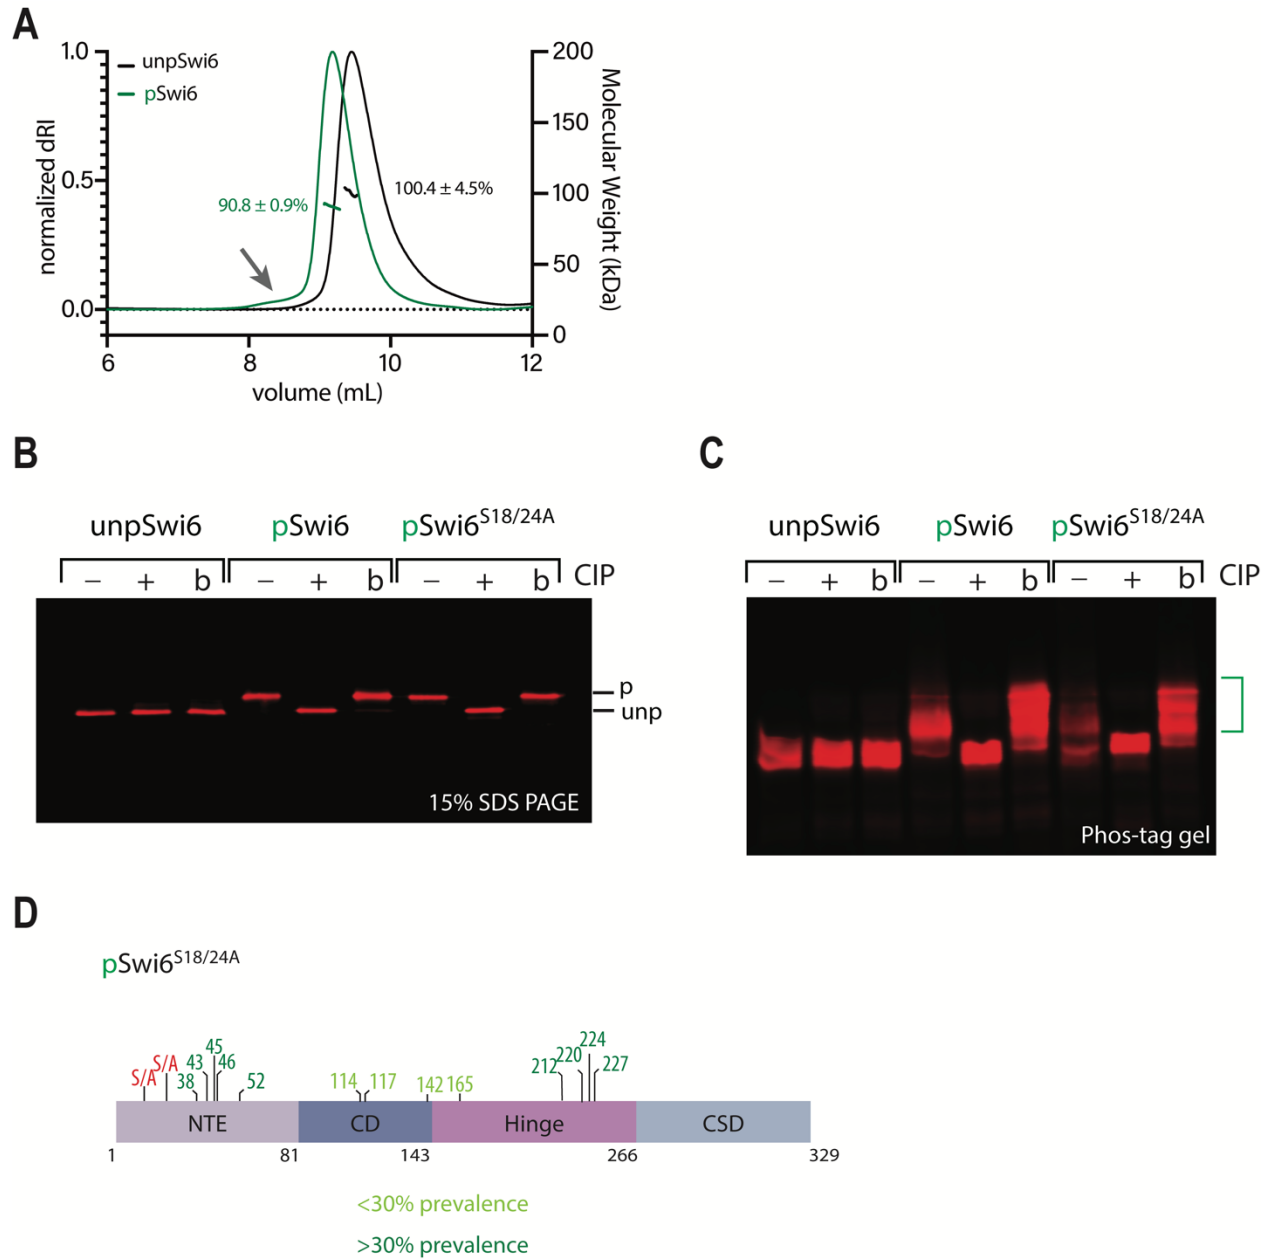 A
1.0
0.5
0.0
normalized dRI
unpSwi6
pSwi6
90.8 ± 0.9%
100.4 ± 4.5%
200
150
100
50
0
Molecular Weight (kDa)
6 8 10 12
volume (mL)
B
unpSwi6 pSwi6 pSwi6S18/24A
− + b − + b − + b CIP
p
unp
15% SDS PAGE
C
unpSwi6 pSwi6 pSwi6S18/24A
− + b − + b − + b CIP
Phos-tag gel
D
pSwi6S18/24A
S/A S/A 38 43 45 46 52 114 117 142 165 212 220 224 227
NTE CD Hinge CSD
1 81 143 266 329
<30% prevalence
>30% prevalence